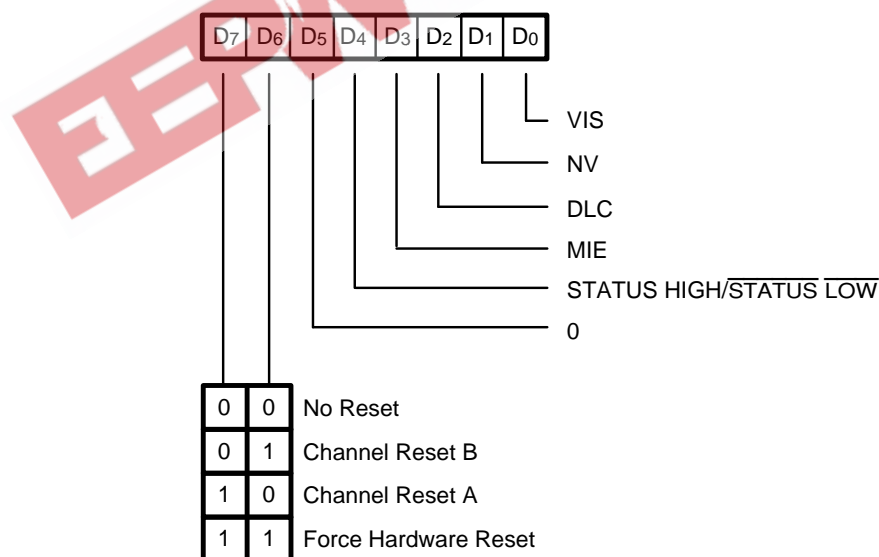 D7 D6 D5 D4 D3 D2 D1 D0
VIS
NV
DLC
MIE
STATUS HIGH/STATUS LOW
0
0 0 No Reset
0 1 Channel Reset B
1 0 Channel Reset A
1 1 Force Hardware Reset